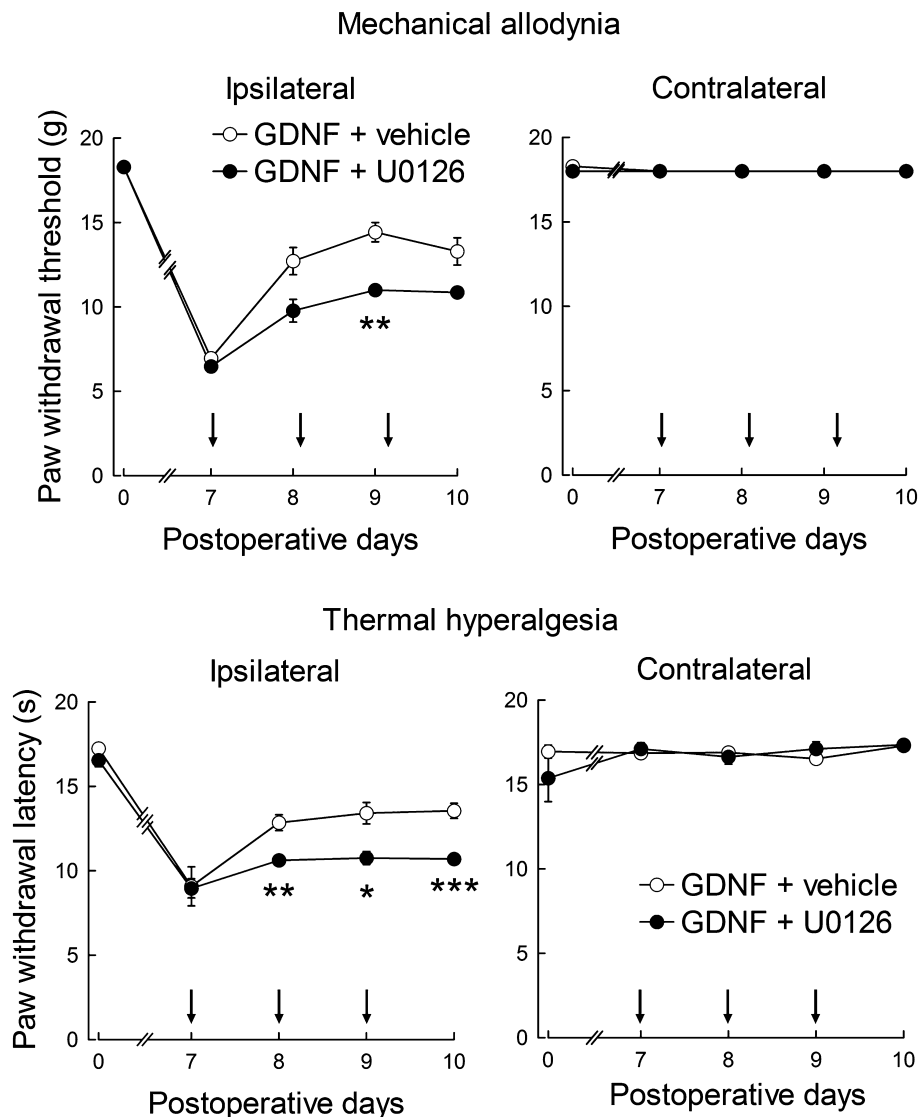 Mechanical allodynia
Ipsilateral
Contralateral
GDNF + vehicle
GDNF + U0126
Paw withdrawal threshold (g)
20
15
10
5
0
0 7 8 9 10
Postoperative days
**
20
15
10
5
0
0 7 8 9 10
Postoperative days
Thermal hyperalgesia
Ipsilateral
Contralateral
Paw withdrawal latency (s)
20
15
10
5
0
** * ***
0 7 8 9 10
Postoperative days
20
15
10
5
0
GDNF + vehicle
GDNF + U0126
0 7 8 9 10
Postoperative days